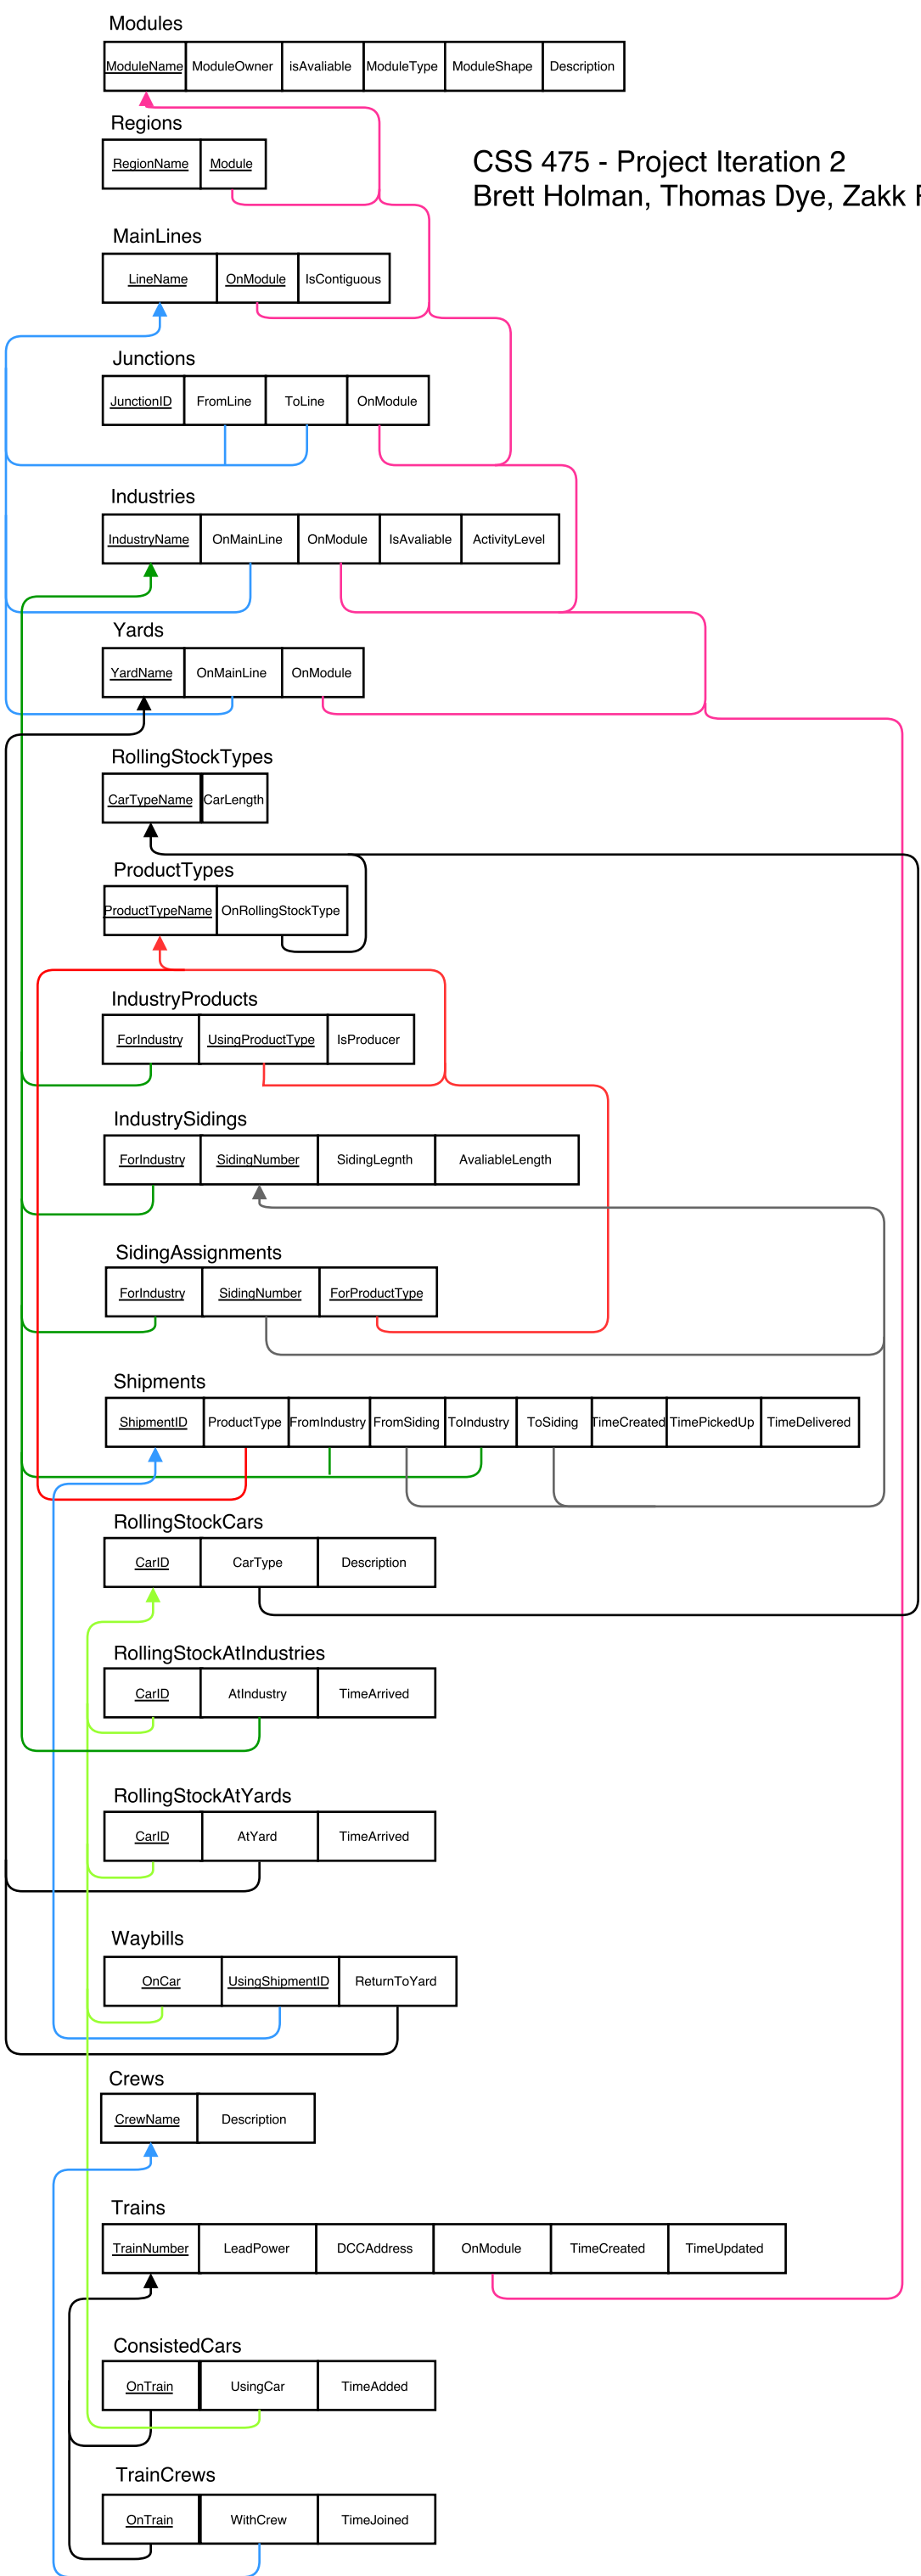 Modules
ModuleName ModuleOwner isAvaliable ModuleType ModuleShape Description
Regions
RegionName Module
CSS 475 - Project Iteration 2
Brett Holman, Thomas Dye, Zakk
MainLines
LineName OnModule IsContiguous
Junctions
JunctionID FromLine ToLine OnModule
Industries
IndustryName OnMainLine OnModule IsAvaliable ActivityLevel
Yards
YardName OnMainLine OnModule
RollingStockTypes
CarTypeName CarLength
ProductTypes
ProductTypeName OnRollingStockType
IndustryProducts
ForIndustry UsingProductType IsProducer
IndustrySidings
ForIndustry SidingNumber SidingLegnth AvaliableLength
SidingAssignments
ForIndustry SidingNumber ForProductType
Shipments
ShipmentID ProductType FromIndustry FromSiding ToIndustry ToSiding TimeCreated TimePickedUp TimeDelivered
RollingStockCars
CarID CarType Description
RollingStockAtIndustries
CarID AtIndustry TimeArrived
RollingStockAtYards
CarID AtYard TimeArrived
Waybills
OnCar UsingShipmentID ReturnToYard
Crews
CrewName Description
Trains
TrainNumber LeadPower DCCAddress OnModule TimeCreated TimeUpdated
ConsistedCars
OnTrain UsingCar TimeAdded
TrainCrews
OnTrain WithCrew TimeJoined